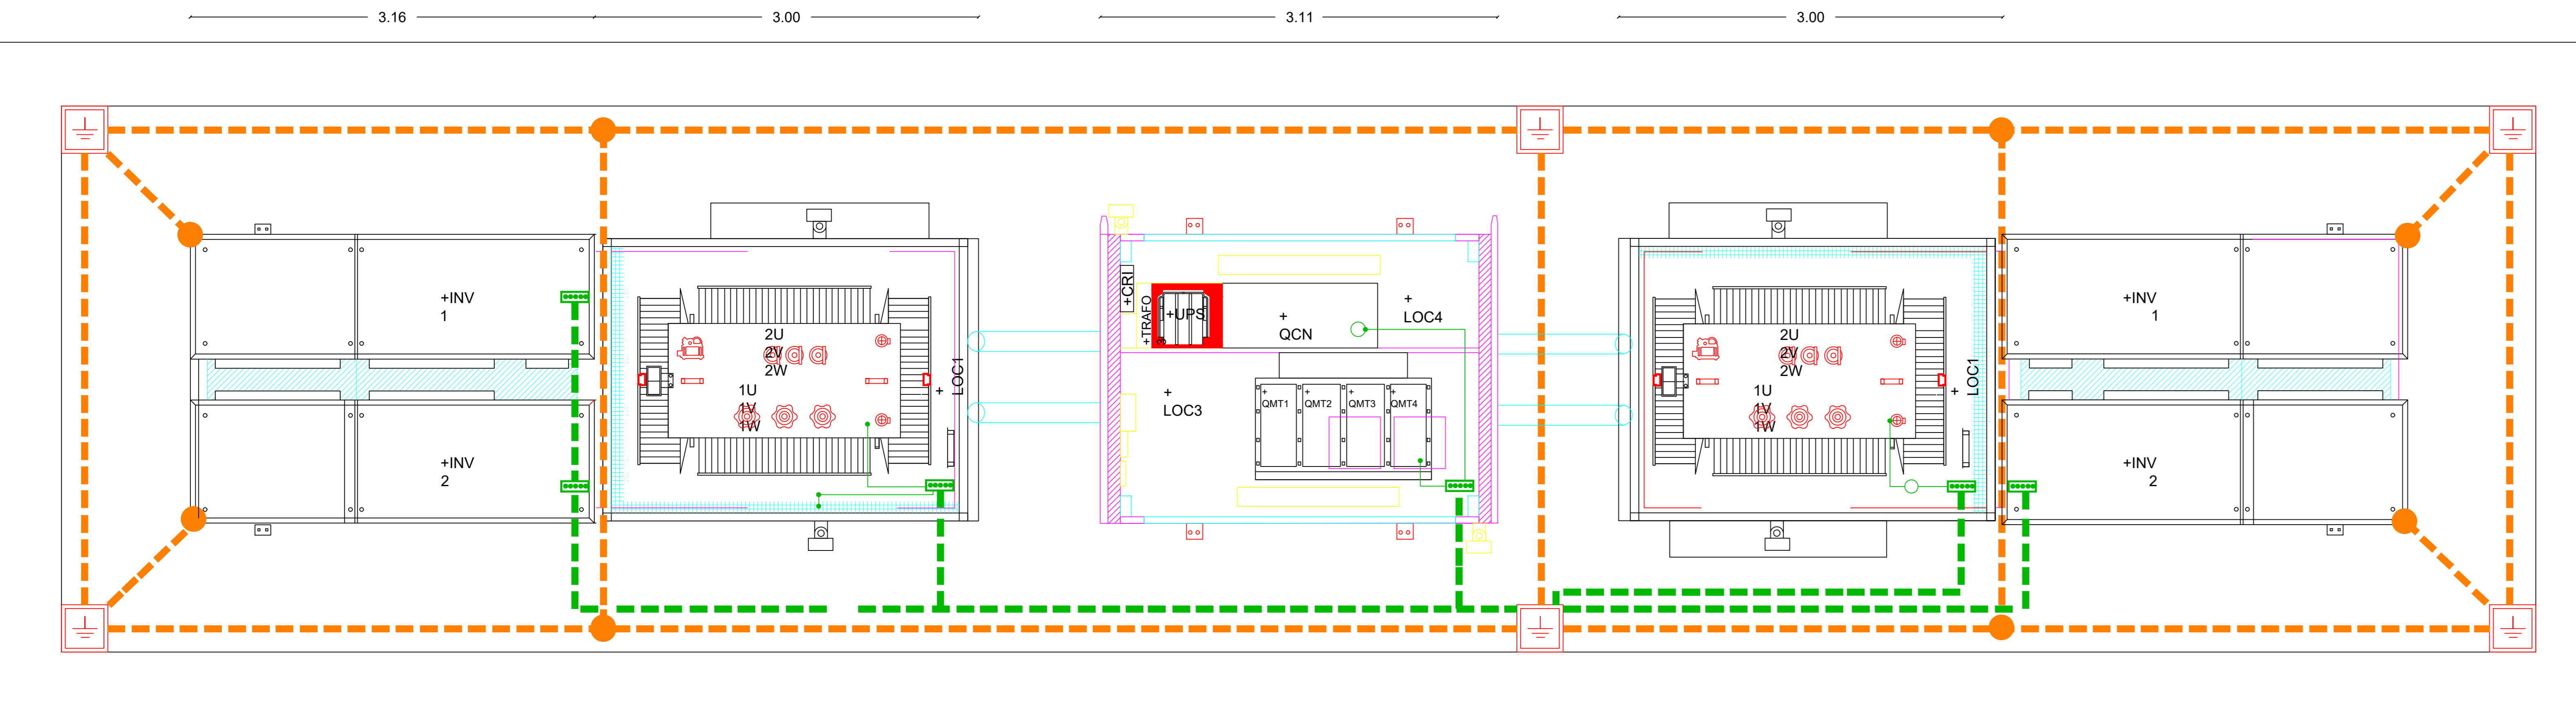 3.16
3.00
3.11
3.00
+INV
1
+INV
2
2U
2V
2W
1U
1V
1W
+
LOC1
+CRI
+TRAFO
+UPS
+
QCN
+
LOC4
+
LOC3
+
QMT1
+
QMT2
+
QMT3
+
QMT4
2U
2V
2W
1U
1V
1W
+
LOC1
+INV
1
+INV
2